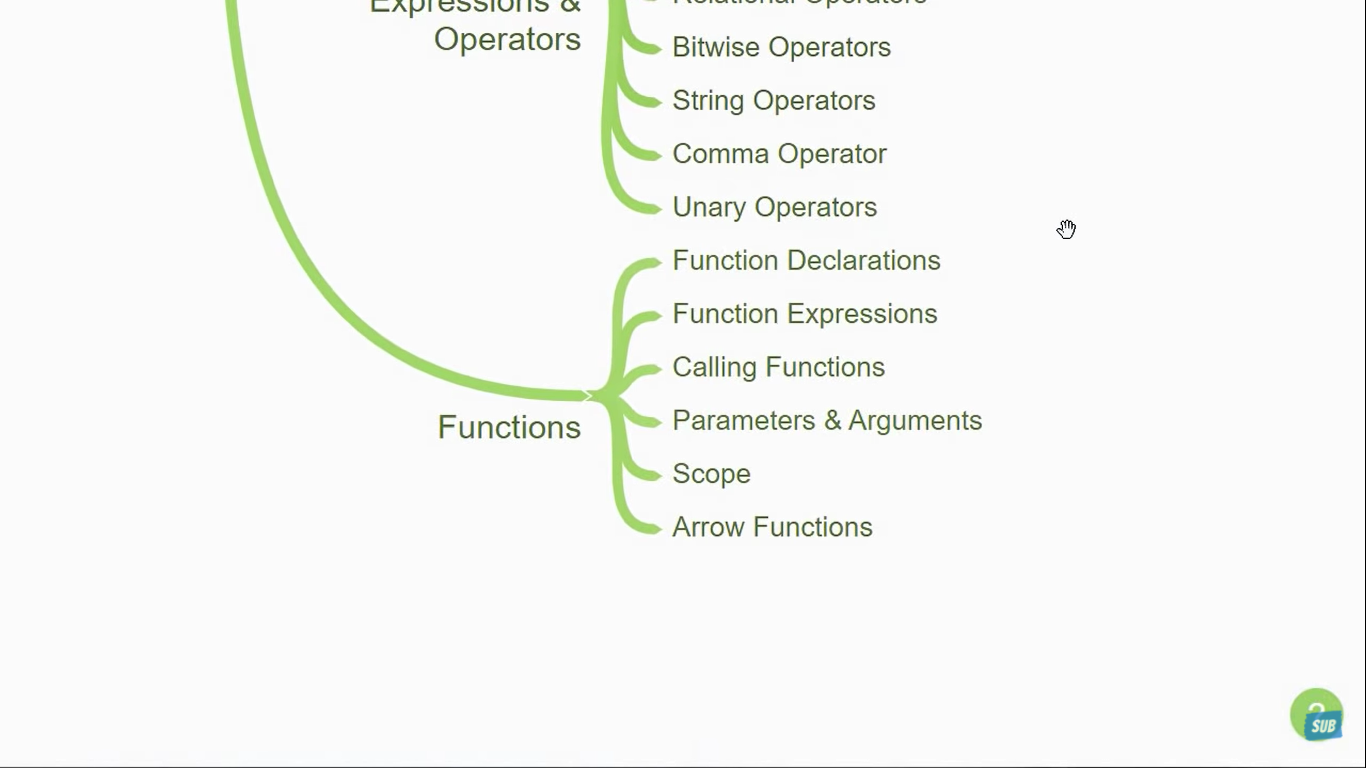 Expressions &
Operators
Relational Operators
Bitwise Operators
String Operators
Comma Operator
Unary Operators
Functions
Function Declarations
Function Expressions
Calling Functions
Parameters & Arguments
Scope
Arrow Functions
?
SUB